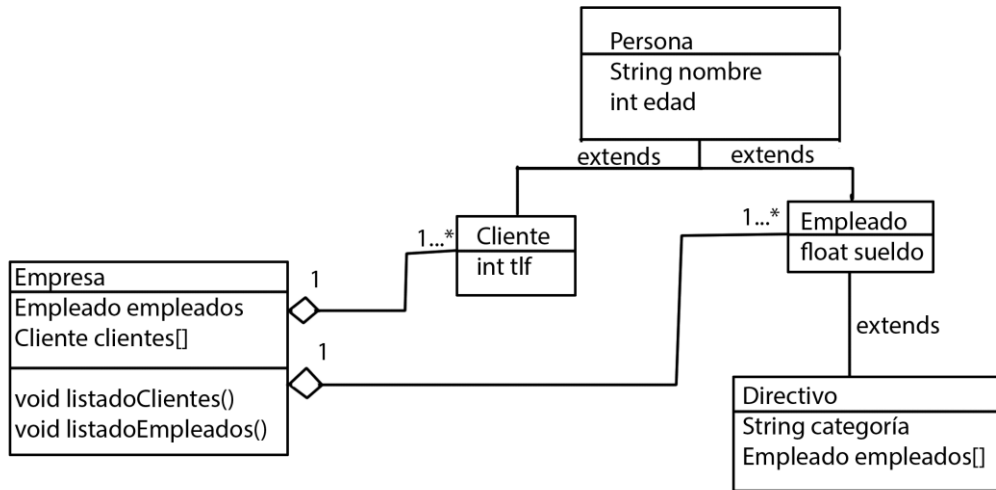 Persona
String nombre
int edad
extends
extends
1...*
Cliente
int tlf
1...*
Empleado
float sueldo
Empresa
Empleado empleados
Cliente clientes[]
void listadoClientes()
void listadoEmpleados()
1
1
extends
Directivo
String categoría
Empleado empleados[]